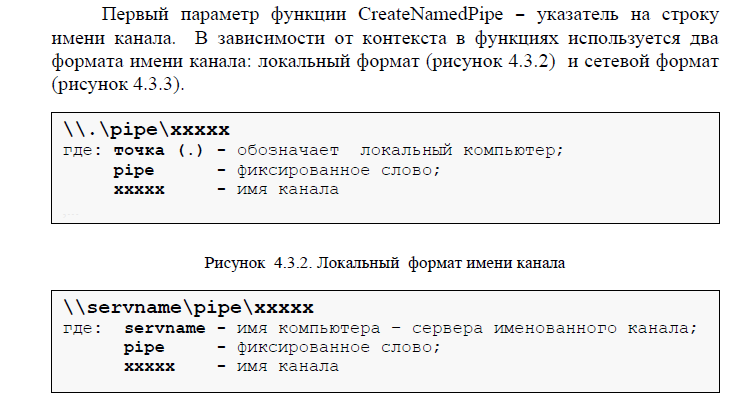 Первый параметр функции CreateNamedPipe – указатель на строку
имени канала. В зависимости от контекста в функциях используется два
формата имени канала: локальный формат (рисунок 4.3.2) и сетевой формат
(рисунок 4.3.3).
\\.\pipe\xxxxx
где: точка (.) – обозначает локальный компьютер;
pipe – фиксированное слово;
xxxxx – имя канала
Рисунок 4.3.2. Локальный формат имени канала
\\servname\pipe\xxxxx
где: servname – имя компьютера – сервера именованного канала;
pipe – фиксированное слово;
xxxxx – имя канала